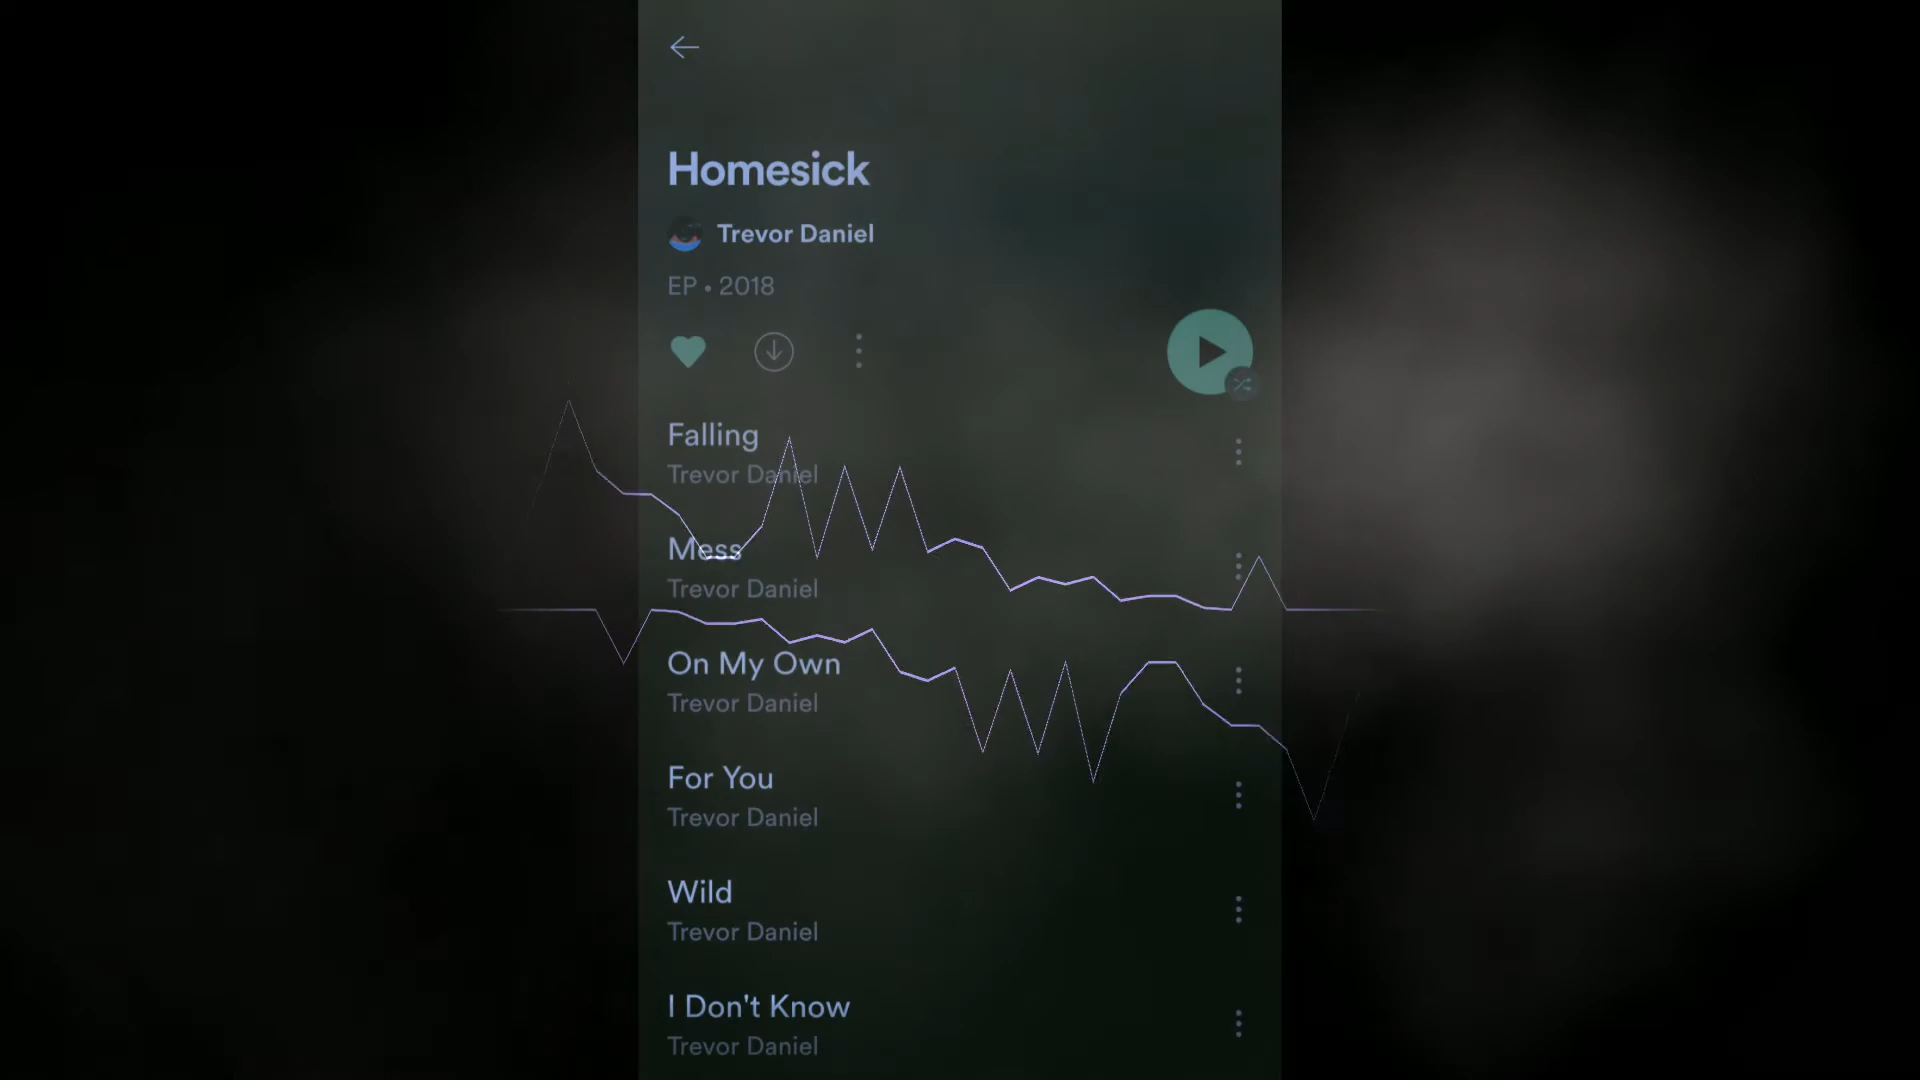 Homesick
Trevor Daniel
EP • 2018
Falling
Trevor Daniel
Mess
Trevor Daniel
On My Own
Trevor Daniel
For You
Trevor Daniel
Wild
Trevor Daniel
I Don't Know
Trevor Daniel